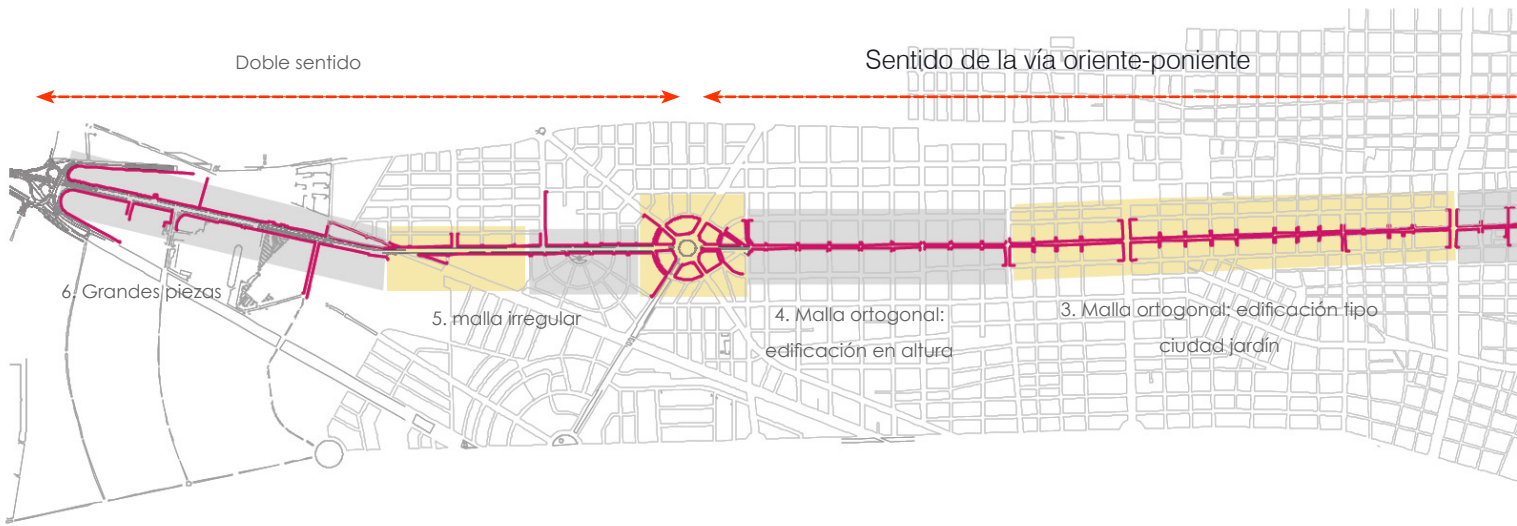 Doble sentido
Sentido de la vía oriente-poniente
6. Grandes piezas
5. malla irregular
4. Malla ortogonal:
edificación en altura
3. Malla ortogonal: edificación tipo
ciudad jardín